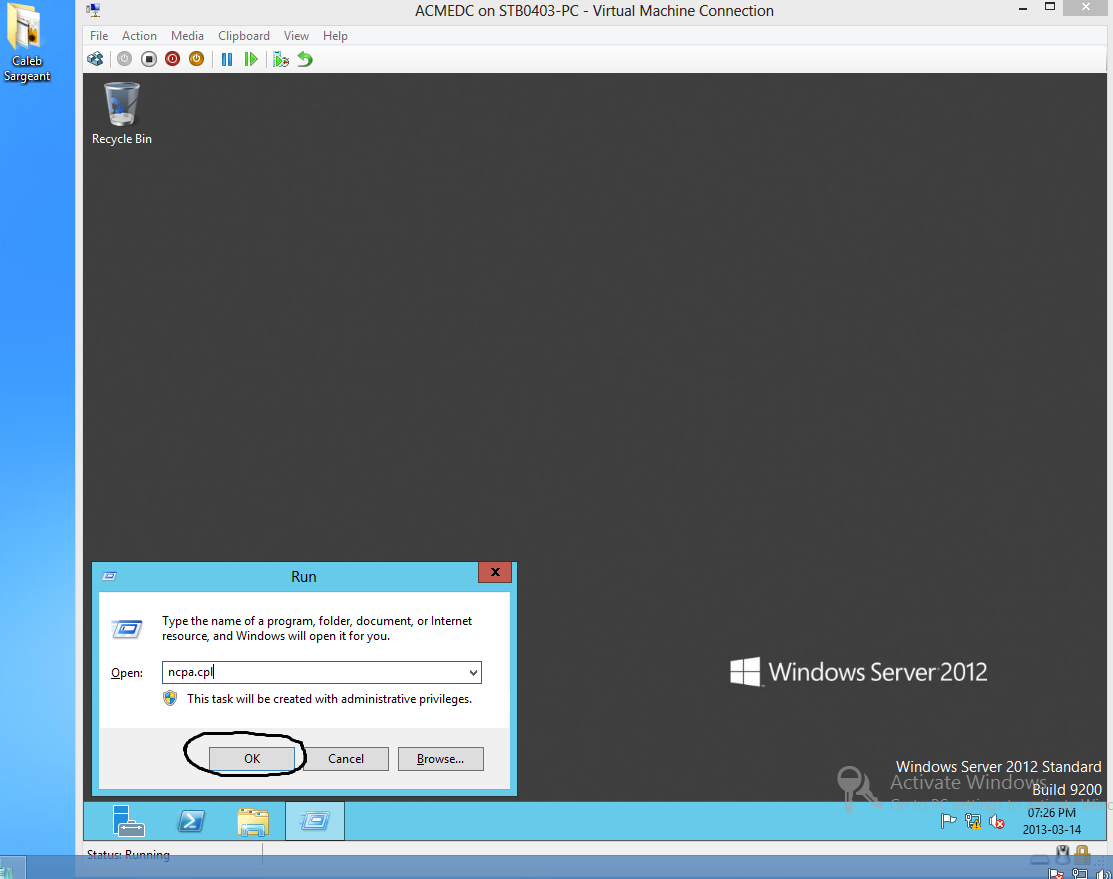 Caleb
Sargeant
ACMEDC on STB0403-PC - Virtual Machine Connection
File Action Media Clipboard View Help
Recycle Bin
Run
Type the name of a program, folder, document, or Internet
resource, and Windows will open it for you.
Open: ncpa.cpl
This task will be created with administrative privileges.
OK Cancel Browse...
Windows Server 2012
Windows Server 2012 Standard
Activate Windows
Build 9200
07:26 PM
2013-03-14
Status: Running